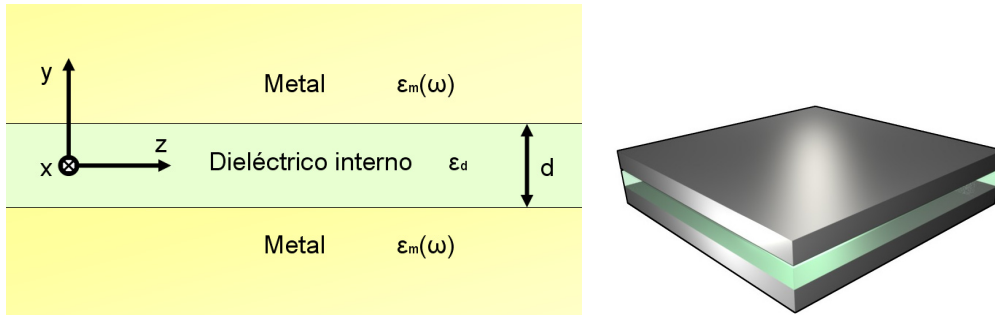 y
Metal εm(ω)
x
z
Dieléctrico interno εd
d
Metal εm(ω)